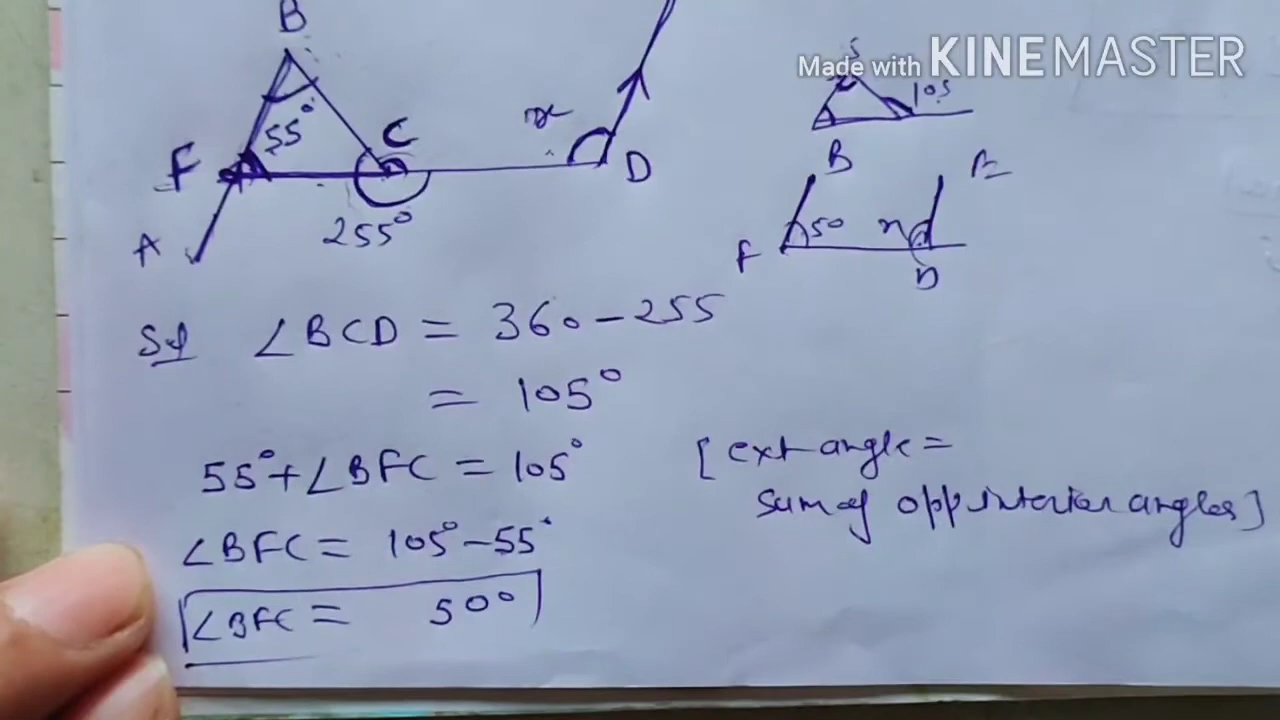 Made with KINEMASTER
B
55°
F
C
x
D
A
255°
S
105
B
B
E
50
x
F
D
Sol ∠BCD = 360 - 255
= 105°
55° + ∠BFC = 105°
[ext angle =
sum of opp interior angles]
∠BFC = 105° - 55°
∠BFC = 50°